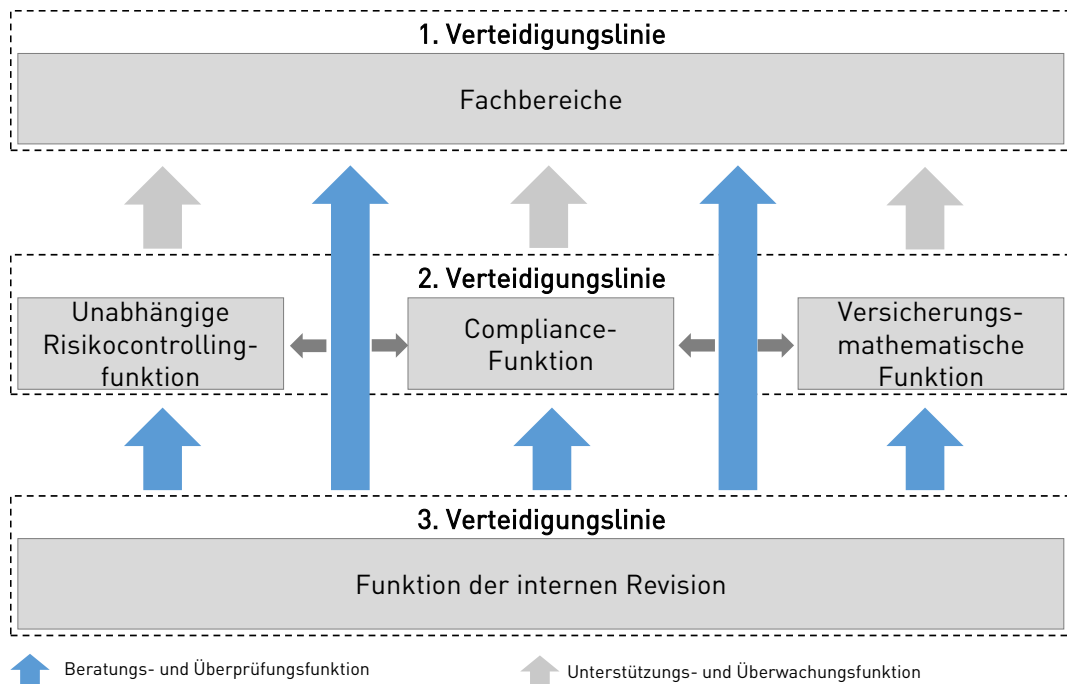 1. Verteidigungslinie
Fachbereiche
2. Verteidigungslinie
Unabhängige
Risikocontrolling-
funktion
Compliance-
Funktion
Versicherungs-
mathematische
Funktion
3. Verteidigungslinie
Funktion der internen Revision
Beratungs- und Überprüfungsfunktion
Unterstützungs- und Überwachungsfunktion